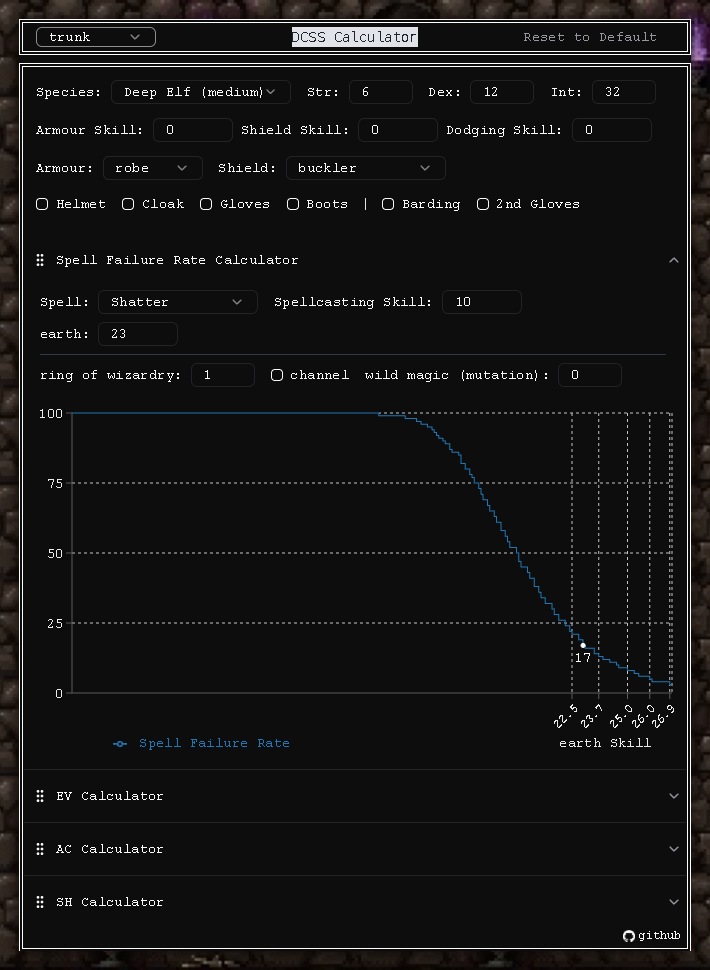 trunk DCSS Calculator Reset to Default
Species: Deep Elf (medium) Str: 6 Dex: 12 Int: 32
Armour Skill: 0 Shield Skill: 0 Dodging Skill: 0
Armour: robe Shield: buckler
Helmet Cloak Gloves Boots | Barding 2nd Gloves
Spell Failure Rate Calculator
Spell: Shatter Spellcasting Skill: 10
earth: 23
ring of wizardry: 1 channel wild magic (mutation): 0
100
75
50
25
17
0
22.5 23.7 25.0 26.0 26.9
Spell Failure Rate earth Skill
EV Calculator
AC Calculator
SH Calculator
github